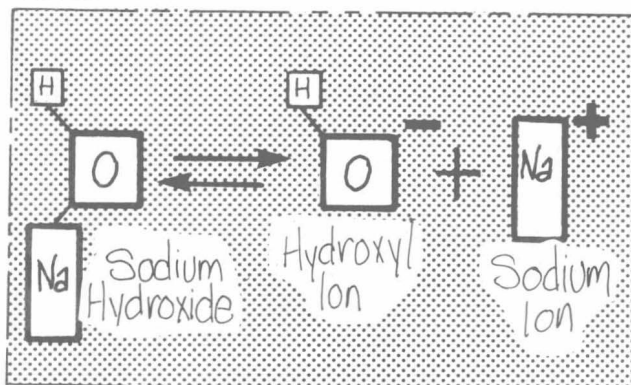 H
O
Na
Sodium
Hydroxide
H
O
−
Hydroxyl
Ion
+
Na
+
Sodium
Ion